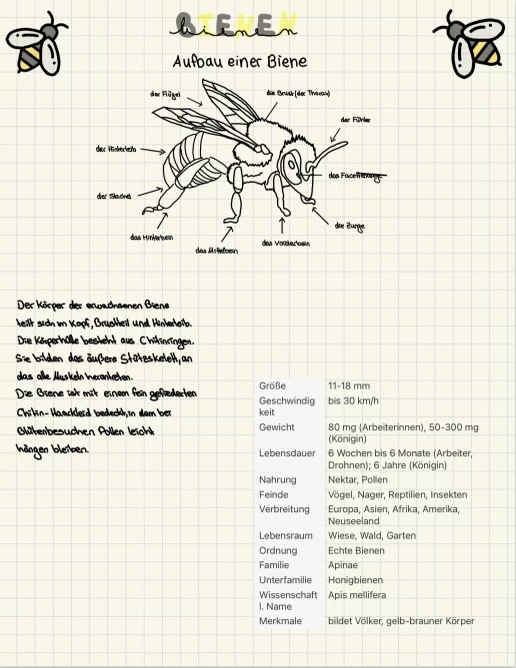 BIENEN
bienen
Aufbau einer Biene
der Flügel
die Brust (der Thorax)
der Fühler
der Hinterleib
das Facettenauge
der Stachel
die Zunge
das Hinterbein
das Mittelbein
das Vorderbein
Der Körper der erwachsenen Biene
teilt sich in Kopf, Brustteil und Hinterleib.
Die Körperhülle besteht aus Chitinringen.
Sie bilden das äußere Stützskelett, an
das alle Muskeln heranziehen.
Die Biene ist mit einem fein gefiederten
Chitin-Haarkleid bedeckt, in dem bei
Blütenbesuchen Pollen leicht
hängen bleiben.
Größe 11-18 mm
Geschwindig bis 30 km/h
keit
Gewicht 80 mg (Arbeiterinnen), 50-300 mg
(Königin)
Lebensdauer 6 Wochen bis 6 Monate (Arbeiter,
Drohnen); 6 Jahre (Königin)
Nahrung Nektar, Pollen
Feinde Vögel, Nager, Reptilien, Insekten
Verbreitung Europa, Asien, Afrika, Amerika,
Neuseeland
Lebensraum Wiese, Wald, Garten
Ordnung Echte Bienen
Familie Apinae
Unterfamilie Honigbienen
Wissenschaft Apis mellifera
l. Name
Merkmale bildet Völker, gelb-brauner Körper